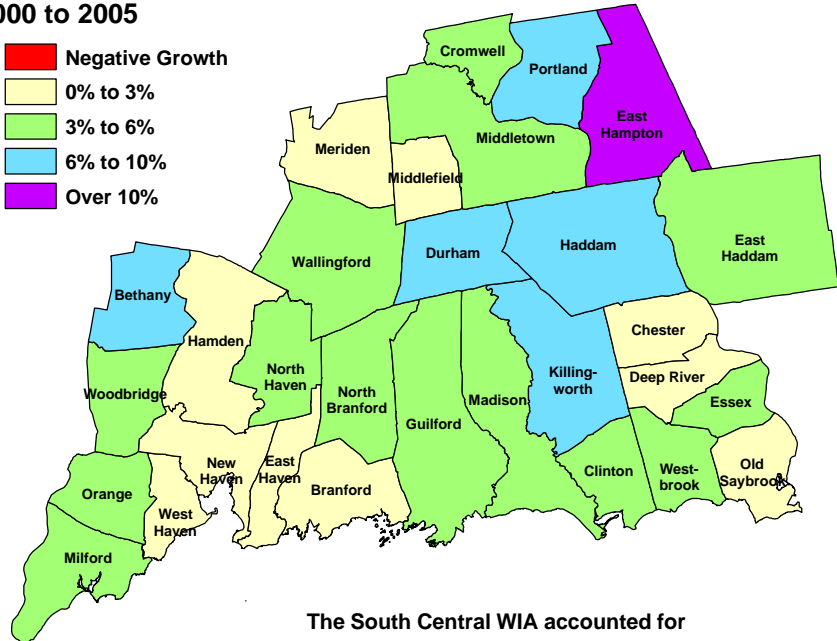 000 to 2005
Negative Growth
0% to 3%
3% to 6%
6% to 10%
Over 10%
Cromwell
Portland
East
Hampton
Middletown
Meriden
Middlefield
Wallingford
Durham
Haddam
East
Haddam
Bethany
Hamden
Chester
Woodbridge
North
Haven
North
Branford
Guilford
Madison
Killing-
worth
Deep River
Essex
Orange
New
Haven
East
Haven
Branford
Clinton
West-
brook
Old
Saybrook
West
Haven
Milford
The South Central WIA accounted for